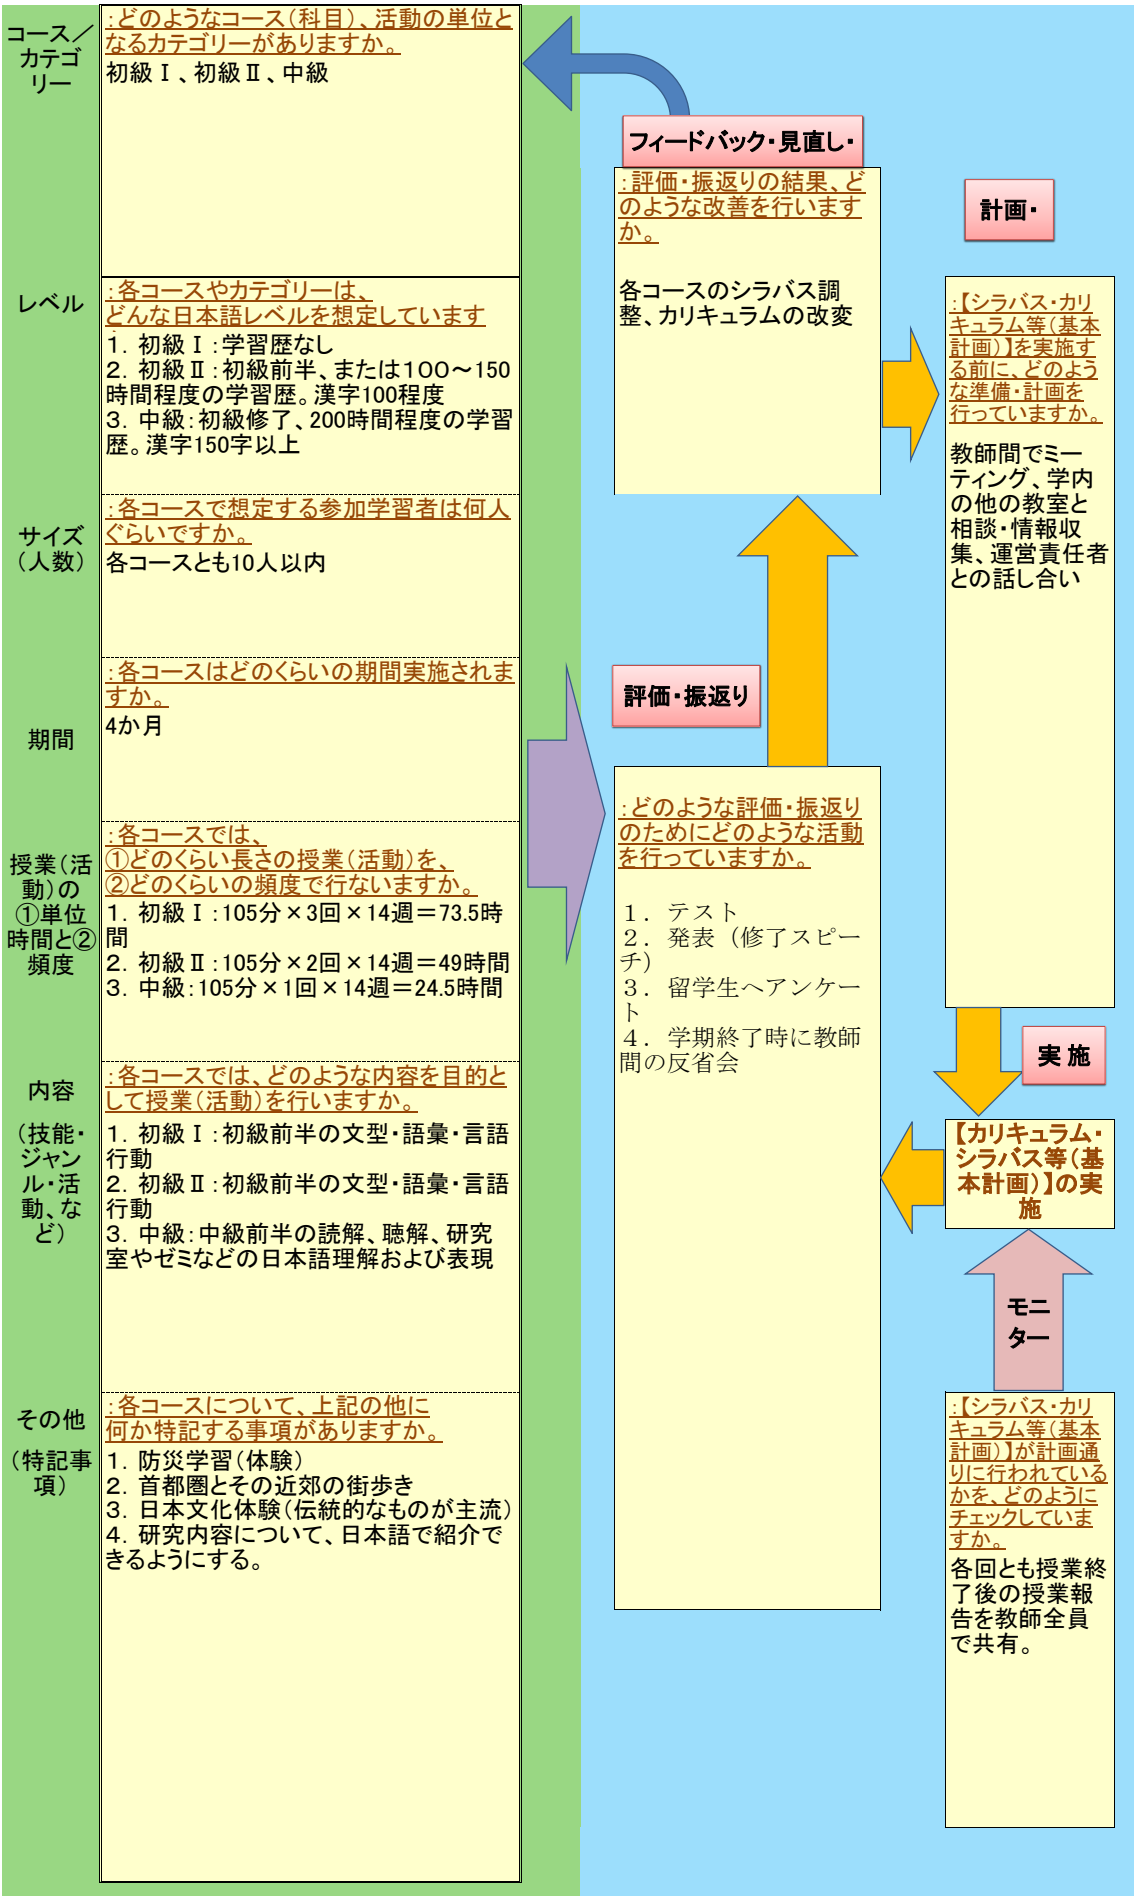 コース／
カテゴ
リー
:どのようなコース（科目）、活動の単位と
なるカテゴリーがありますか。
初級Ⅰ、初級Ⅱ、中級
レベル
:各コースやカテゴリーは、
どんな日本語レベルを想定しています
1．初級Ⅰ：学習歴なし
2．初級Ⅱ：初級前半、または１００～150
時間程度の学習歴。漢字100程度
3．中級：初級修了、200時間程度の学習
歴。漢字150字以上
サイズ
（人数）
:各コースで想定する参加学習者は何人
ぐらいですか。
各コースとも10人以内
期間
:各コースはどのくらいの期間実施されま
すか。
4か月
授業（活
動）の
①単位
時間と②
頻度
:各コースでは、
①どのくらい長さの授業（活動）を、
②どのくらいの頻度で行ないますか。
1．初級Ⅰ：105分×3回×14週＝73.5時
間
2．初級Ⅱ：105分×2回×14週＝49時間
3．中級：105分×1回×14週＝24.5時間
内容
（技能・
ジャン
ル・活
動、な
ど）
:各コースでは、どのような内容を目的と
して授業（活動）を行いますか。
1．初級Ⅰ：初級前半の文型・語彙・言語
行動
2．初級Ⅱ：初級前半の文型・語彙・言語
行動
3．中級：中級前半の読解、聴解、研究
室やゼミなどの日本語理解および表現
その他
（特記事
項）
:各コースについて、上記の他に
何か特記する事項がありますか。
1．防災学習（体験）
2．首都圏とその近郊の街歩き
3．日本文化体験（伝統的なものが主流）
4．研究内容について、日本語で紹介で
きるようにする。
フィードバック・見直し・
:評価・振返りの結果、ど
のような改善を行います
か。
各コースのシラバス調
整、カリキュラムの改変
評価・振返り
:どのような評価・振返り
のためにどのような活動
を行っていますか。
１．テスト
２．発表（修了スピー
チ）
３．留学生へアンケー
ト
４．学期終了時に教師
間の反省会
計画・
:【シラバス・カリ
キュラム等（基本
計画）】を実施す
る前に、どのよう
な準備・計画を
行っていますか。
教師間でミー
ティング、学内
の他の教室と
相談・情報収
集、運営責任者
との話し合い
実 施
【カリキュラム・
シラバス等（基
本計画）】の実
施
モニ
ター
:【シラバス・カリ
キュラム等（基本
計画）】が計画通
りに行われている
かを、どのように
チェックしていま
すか。
各回とも授業終
了後の授業報
告を教師全員
で共有。